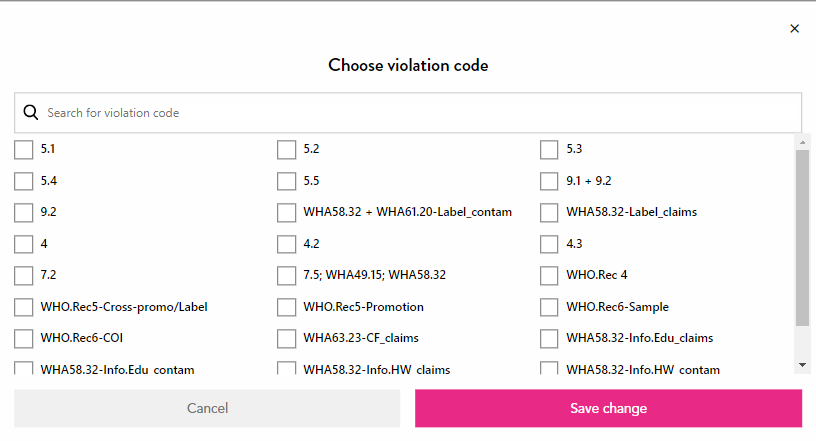 ×
Choose violation code
Search for violation code
5.1 5.2 5.3
5.4 5.5 9.1 + 9.2
9.2 WHA58.32 + WHA61.20-Label_contam WHA58.32-Label_claims
4 4.2 4.3
7.2 7.5; WHA49.15; WHA58.32 WHO.Rec 4
WHO.Rec5-Cross-promo/Label WHO.Rec5-Promotion WHO.Rec6-Sample
WHO.Rec6-COI WHA63.23-CF_claims WHA58.32-Info.Edu_claims
WHA58.32-Info.Edu_contam WHA58.32-Info.HW_claims WHA58.32-Info.HW_contam
Cancel Save change